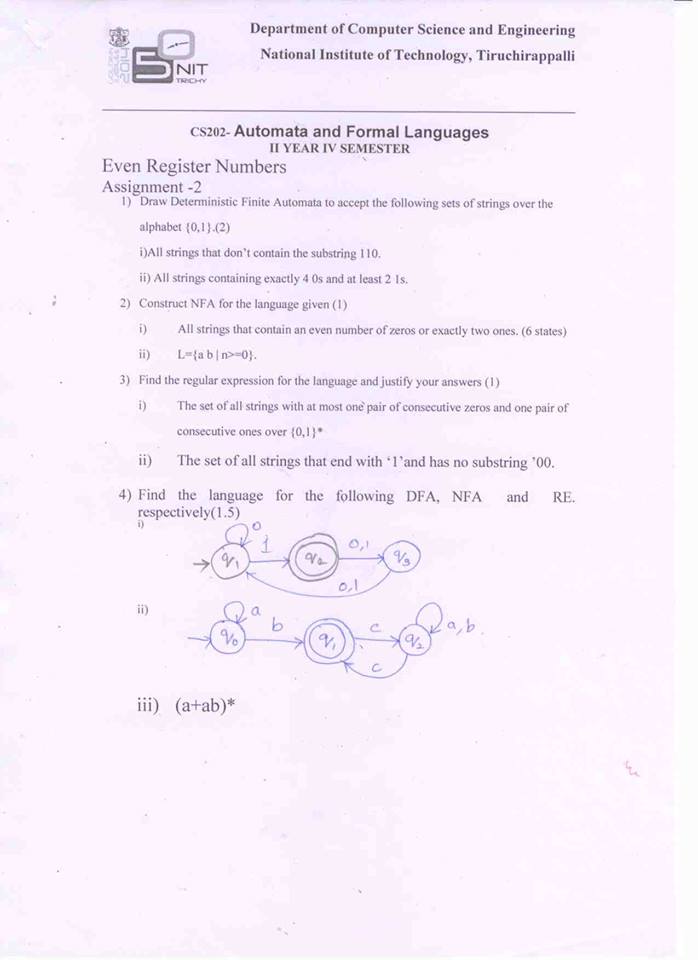 Department of Computer Science and Engineering
National Institute of Technology, Tiruchirappalli
50
2014
NIT
TRICHY
CS202- Automata and Formal Languages
II YEAR IV SEMESTER
Even Register Numbers
Assignment -2
1) Draw Deterministic Finite Automata to accept the following sets of strings over the
alphabet {0,1}.(2)
i)All strings that don't contain the substring 110.
ii) All strings containing exactly 4 0s and at least 2 1s.
2) Construct NFA for the language given (1)
i) All strings that contain an even number of zeros or exactly two ones. (6 states)
ii) L={a b | n>=0}.
3) Find the regular expression for the language and justify your answers (1)
i) The set of all strings with at most one pair of consecutive zeros and one pair of
consecutive ones over {0,1}*
ii) The set of all strings that end with '1'and has no substring '00.
4) Find the language for the following DFA, NFA and RE.
respectively(1.5)
i)
0
1
0,1
q1 q2 q3
0,1
ii)
a
b
c
a,b
q0 q1 q2
c
iii) (a+ab)*